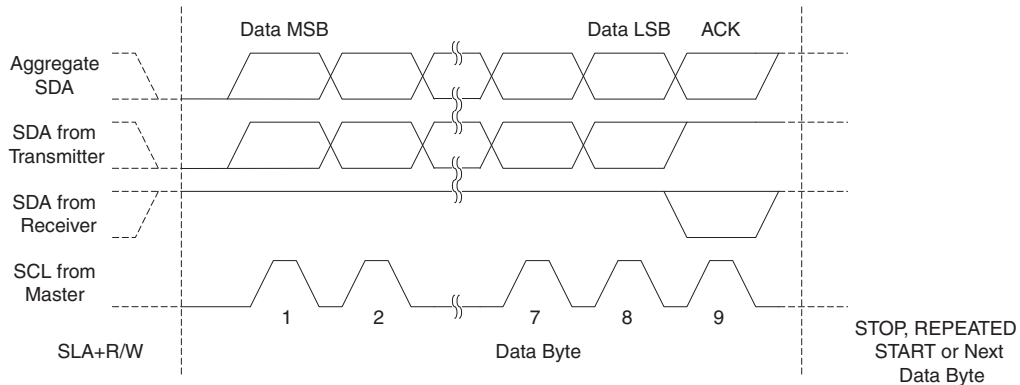 Data MSB
Data LSB
ACK
Aggregate
SDA
SDA from
Transmitter
SDA from
Receiver
SCL from
Master
1
2
7
8
9
SLA+R/W
Data Byte
STOP, REPEATED
START or Next
Data Byte